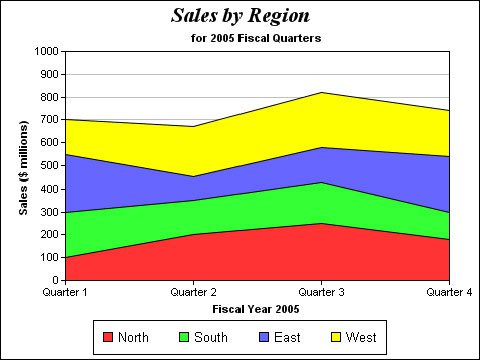 Sales by Region
for 2005 Fiscal Quarters
1000
900
800
700
600
500
400
300
200
100
0
Sales ($ millions)
Quarter 1 Quarter 2 Quarter 3 Quarter 4
Fiscal Year 2005
North South East West